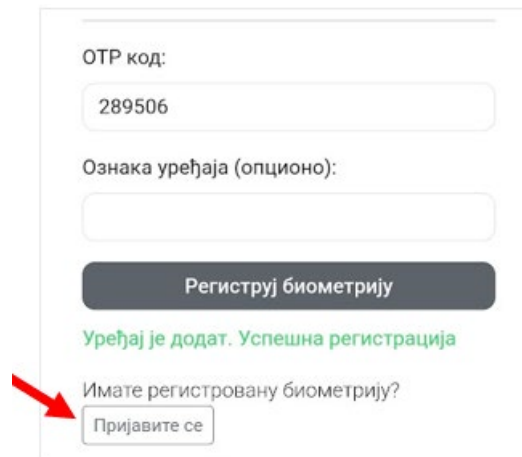 ОТР код:
289506
Ознака уређаја (опционо):
Региструј биометрију
Уређај је додат. Успешна регистрација
Имате регистровану биометрију?
Пријавите се